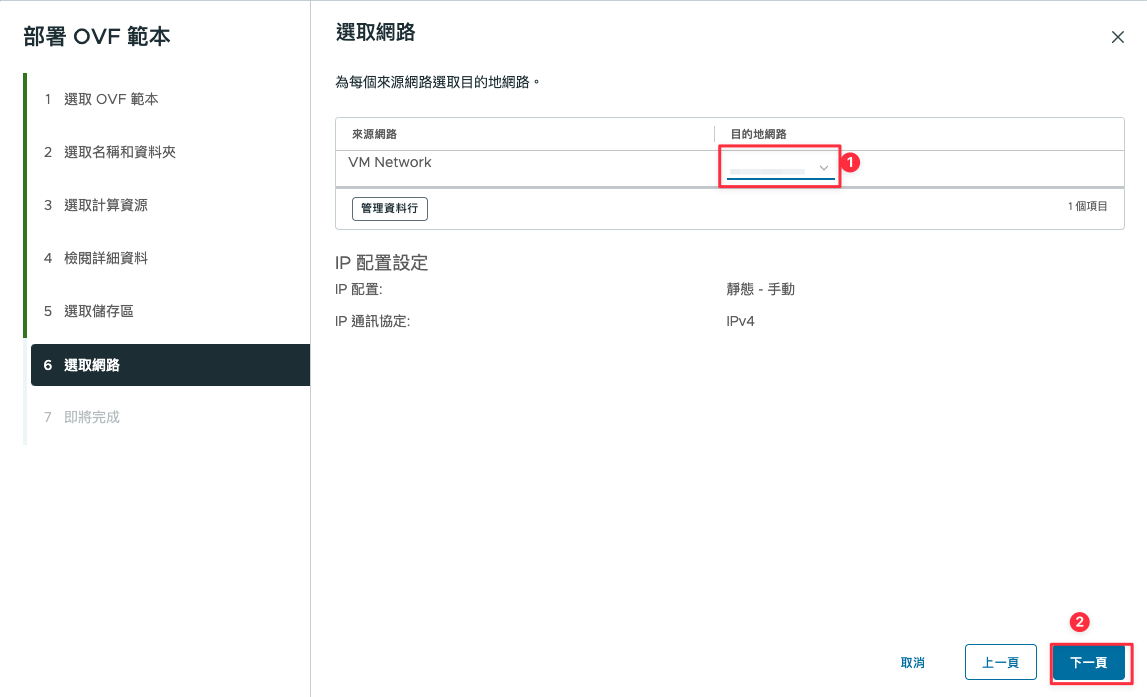 部署 OVF 範本
1 選取 OVF 範本
2 選取名稱和資料夾
3 選取計算資源
4 檢閱詳細資料
5 選取儲存區
6 選取網路
7 即將完成
選取網路
為每個來源網路選取目的地網路。
來源網路 目的地網路
VM Network 1
管理資料行 1 個項目
IP 配置設定
IP 配置: 靜態 - 手動
IP 通訊協定: IPv4
2
取消 上一頁 下一頁